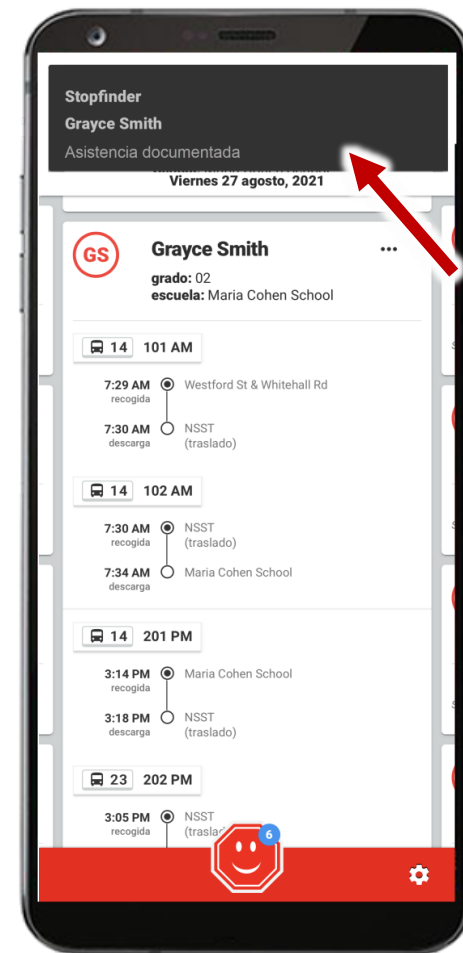 Stopfinder
Grayce Smith
Asistencia documentada
Viernes 27 agosto, 2021
GS
Grayce Smith
...
grado: 02
escuela: Maria Cohen School
14 101 AM
7:29 AM Westford St & Whitehall Rd
recogida
7:30 AM NSST
descarga (traslado)
14 102 AM
7:30 AM NSST
recogida (traslado)
7:34 AM Maria Cohen School
descarga
14 201 PM
3:14 PM Maria Cohen School
recogida
3:18 PM NSST
descarga (traslado)
23 202 PM
3:05 PM NSST
recogida
6